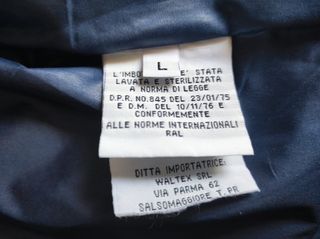 L
L'IMBO E' STATA
LAVATA E STERILIZZATA
A NORMA DI LEGGE
D.P.R. NO.845 DEL 23/01/75
E D.M. DEL 10/11/76 E
CONFORMEMENTE
ALLE NORME INTERNAZIONALI
RAL
DITTA IMPORTATRICE:
WALTEX SRL
VIA PARMA 62
SALSOMAGGIORE T. PR